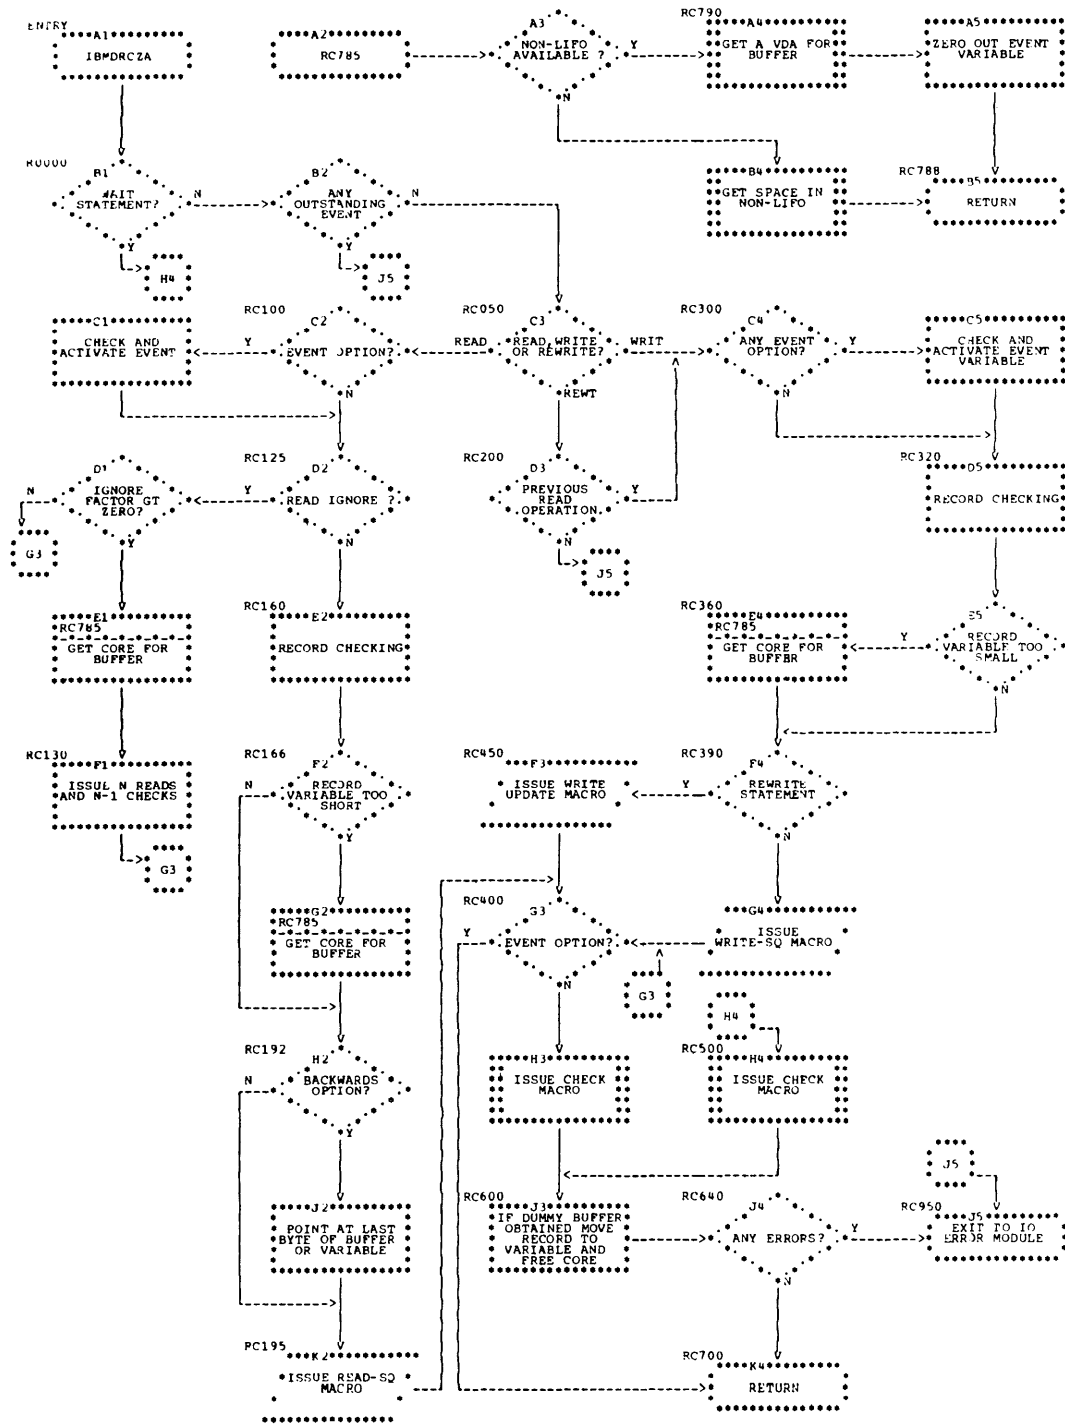 ENTRY
A1
IBMDRCZA
A2
RC785
A3
NON-LIFO
AVAILABLE ?
Y
N
RC790
A4
GET A VDA FOR
BUFFER
A5
ZERO OUT EVENT
VARIABLE
R0000
B1
WAIT
STATEMENT?
N
Y
H4
B2
ANY
OUTSTANDING
EVENT
N
Y
J5
B4
GET SPACE IN
NON-LIFO
RC788
B5
RETURN
C1
CHECK AND
ACTIVATE EVENT
Y
RC100
C2
EVENT OPTION?
N
READ
RC050
C3
READ,WRITE
OR REWRITE?
WRIT
REWT
RC300
C4
ANY EVENT
OPTION?
Y
N
C5
CHECK AND
ACTIVATE EVENT
VARIABLE
D1
IGNORE
FACTOR GT
ZERO?
N
G3
Y
Y
RC125
D2
READ IGNORE ?
N
RC200
D3
PREVIOUS
READ
OPERATION
Y
N
J5
RC320
D5
RECORD CHECKING
E1
RC785
GET CORE FOR
BUFFER
RC160
E2
RECORD CHECKING
RC360
E4
RC785
GET CORE FOR
BUFFER
Y
E5
RECORD
VARIABLE TOO
SMALL
N
RC130
F1
ISSUE N READS
AND N-1 CHECKS
G3
RC166
F2
RECORD
VARIABLE TOO
SHORT
N
Y
RC450
F3
ISSUE WRITE
UPDATE MACRO
Y
RC390
F4
REWRITE
STATEMENT
N
G2
RC785
GET CORE FOR
BUFFER
RC400
G3
EVENT OPTION?
Y
N
G4
ISSUE
WRITE-SQ MACRO
G3
H4
RC192
H2
BACKWARDS
OPTION?
N
Y
H3
ISSUE CHECK
MACRO
RC500
H4
ISSUE CHECK
MACRO
J2
POINT AT LAST
BYTE OF BUFFER
OR VARIABLE
RC600
J3
IF DUMMY BUFFER
OBTAINED MOVE
RECORD TO
VARIABLE AND
FREE CORE
RC640
J4
ANY ERRORS?
Y
N
J5
RC950
J5
EXIT TO IO
ERROR MODULE
RC195
K2
ISSUE READ-SQ
MACRO
RC700
K4
RETURN